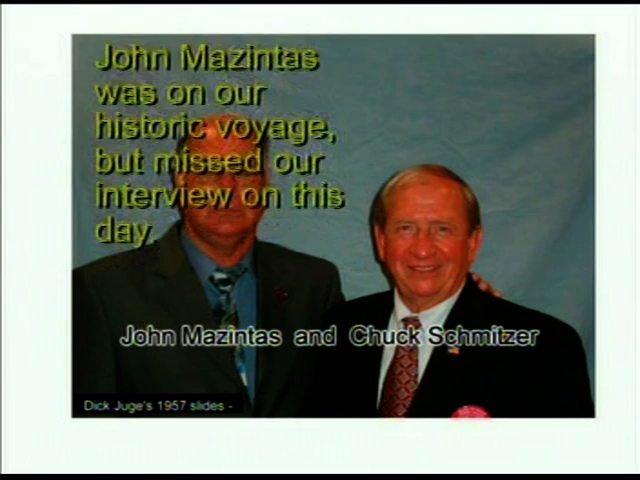 John Mazintas
was on our
historic voyage,
but missed our
interview on this
day.
John Mazintas and Chuck Schmitzer
Dick Juge's 1957 slides -